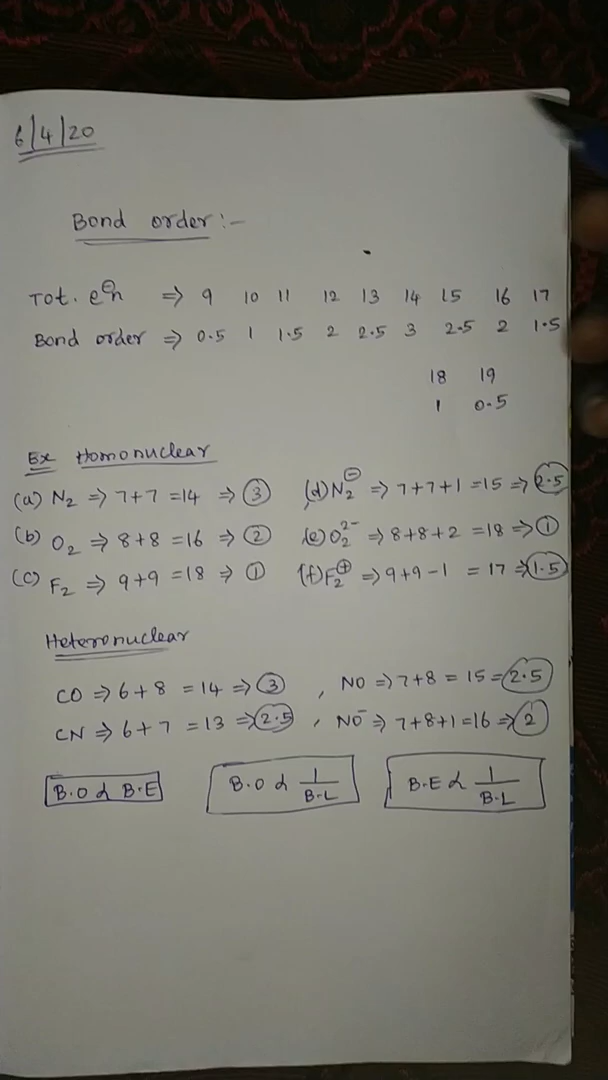 6/4/20
Bond order:-
Tot. e⊖n ⇒ 9 10 11 12 13 14 15 16 17
Bond order ⇒ 0.5 1 1.5 2 2.5 3 2.5 2 1.5
18 19
1 0.5
Ex Homonuclear
(a) N₂ ⇒ 7+7 =14 ⇒ ③ (d) N₂⊖ ⇒ 7+7+1 =15 ⇒ 2.5
(b) O₂ ⇒ 8+8 =16 ⇒ ② (e) O₂²⁻ ⇒ 8+8+2 =18 ⇒ ①
(c) F₂ ⇒ 9+9 =18 ⇒ ① (f) F₂⊕ ⇒ 9+9-1 = 17 ⇒ 1.5
Heteronuclear
CO ⇒ 6+8 =14 ⇒ ③ , NO ⇒ 7+8 = 15 = 2.5
CN ⇒ 6+7 =13 ⇒ 2.5 , NO⁻ ⇒ 7+8+1 =16 ⇒ ②
B.O ∝ B.E B.O ∝ 1/B.L B.E ∝ 1/B.L